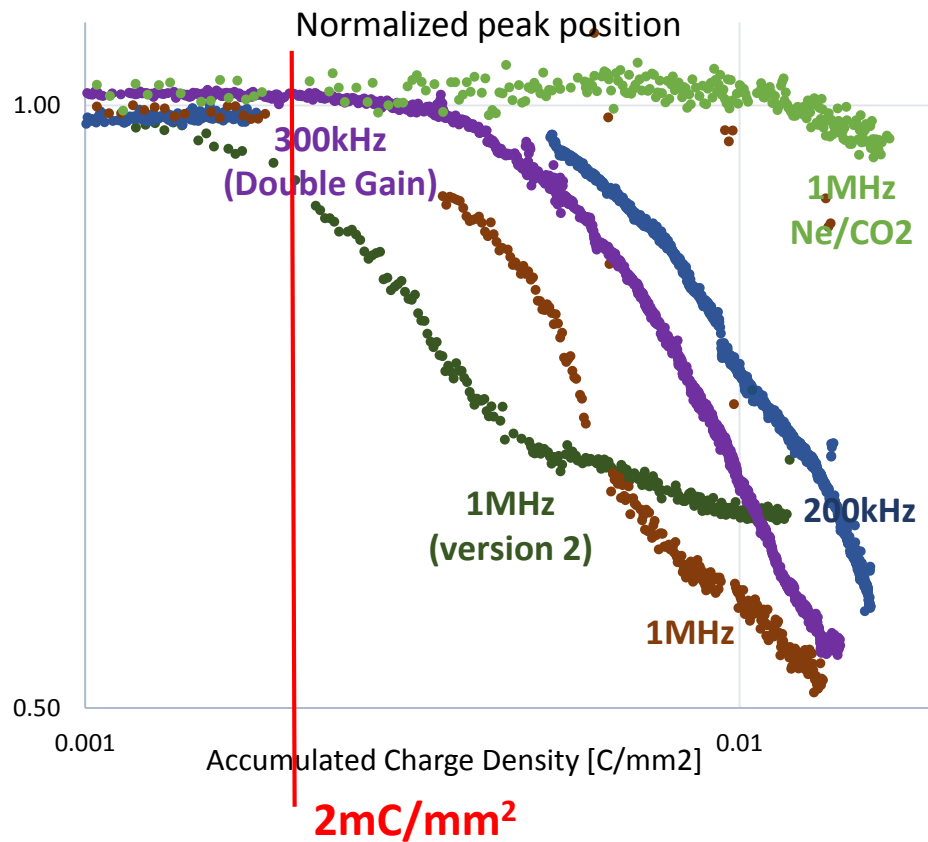 Normalized peak position
1.00
300kHz
(Double Gain)
1MHz
Ne/CO2
1MHz
(version 2)
200kHz
1MHz
0.50
0.001
0.01
Accumulated Charge Density [C/mm2]
2mC/mm²